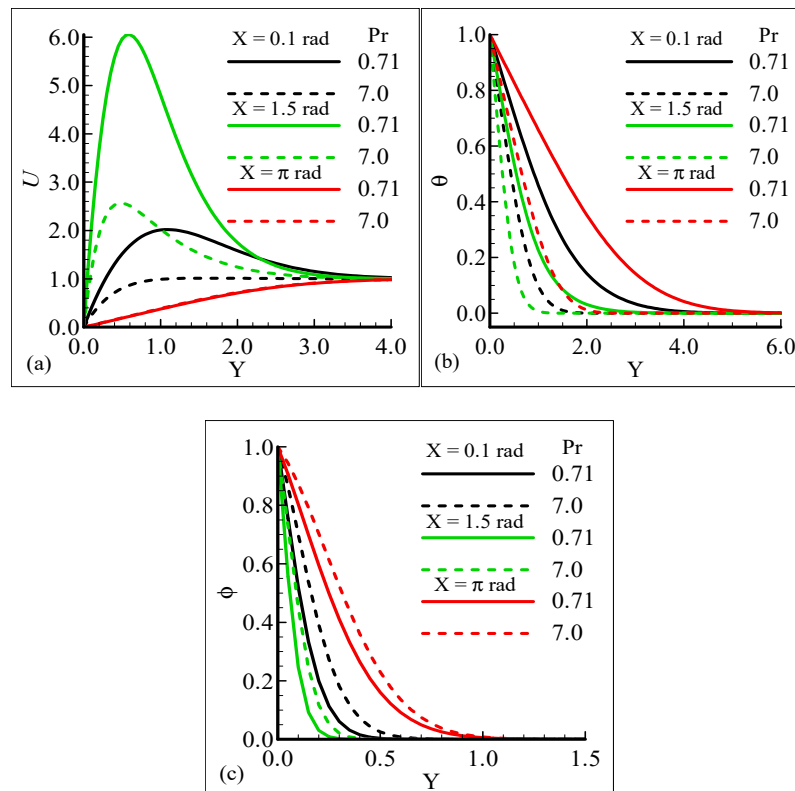 X = 0.1 rad Pr
0.71
7.0
X = 1.5 rad
0.71
7.0
X = π rad
0.71
7.0
6.0
5.0
4.0
3.0
2.0
1.0
0.0
U
0.0 1.0 2.0 3.0 4.0
Y
(a)
X = 0.1 rad Pr
0.71
7.0
X = 1.5 rad
0.71
7.0
X = π rad
0.71
7.0
1.0
0.8
0.6
0.4
0.2
0.0
θ
0.0 2.0 4.0 6.0
Y
(b)
X = 0.1 rad Pr
0.71
7.0
X = 1.5 rad
0.71
7.0
X = π rad
0.71
7.0
1.0
0.8
0.6
0.4
0.2
0.0
ϕ
0.0 0.5 1.0 1.5
Y
(c)